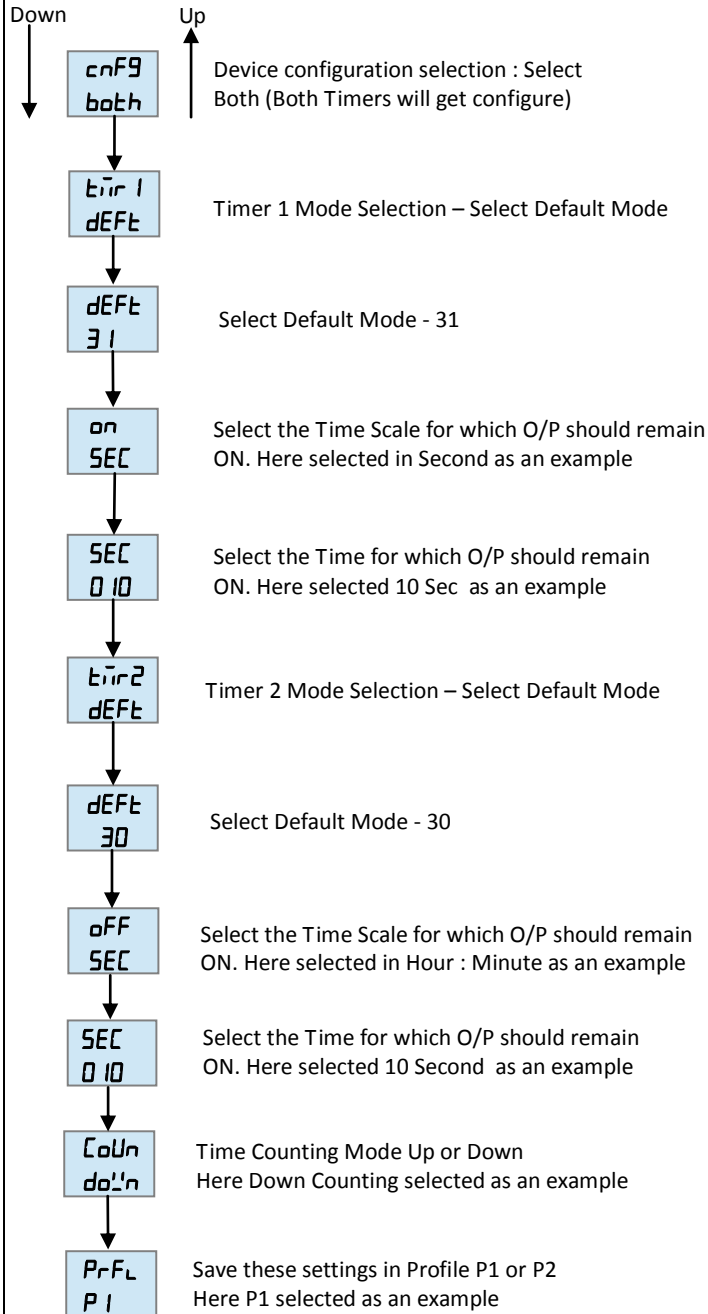 Down
Up
cnFg
both
Device configuration selection : Select
Both (Both Timers will get configure)
tmr 1
dEFt
Timer 1 Mode Selection – Select Default Mode
dEFt
31
Select Default Mode - 31
on
SEC
Select the Time Scale for which O/P should remain
ON. Here selected in Second as an example
SEC
010
Select the Time for which O/P should remain
ON. Here selected 10 Sec as an example
tmr2
dEFt
Timer 2 Mode Selection – Select Default Mode
dEFt
30
Select Default Mode - 30
oFF
SEC
Select the Time Scale for which O/P should remain
ON. Here selected in Hour : Minute as an example
SEC
010
Select the Time for which O/P should remain
ON. Here selected 10 Second as an example
CoUn
doWn
Time Counting Mode Up or Down
Here Down Counting selected as an example
PrFL
P1
Save these settings in Profile P1 or P2
Here P1 selected as an example